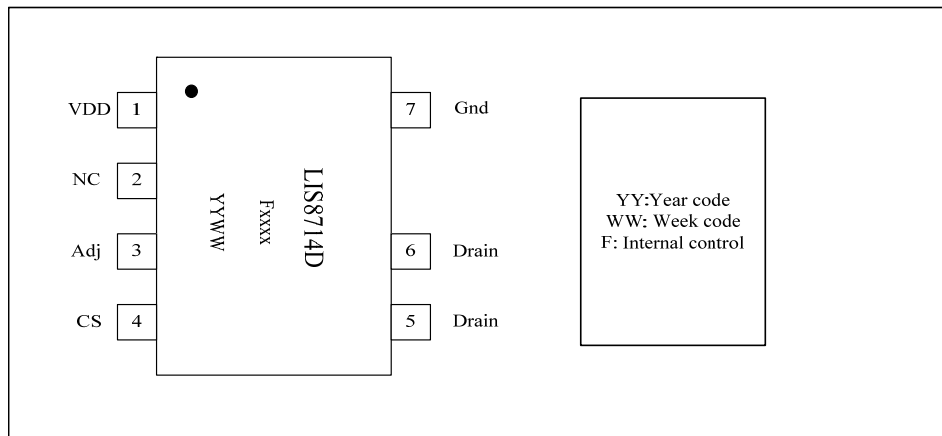 VDD 1
NC 2
Adj 3
CS 4
LIS8714D
Fxxxx
YYWW
7 Gnd
6 Drain
5 Drain
YY:Year code
WW: Week code
F: Internal control